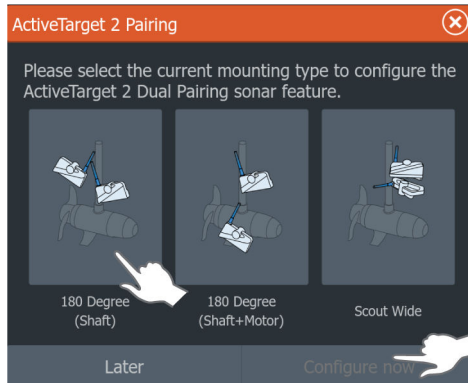 ActiveTarget 2 Pairing
Please select the current mounting type to configure the
ActiveTarget 2 Dual Pairing sonar feature.
180 Degree
(Shaft)
180 Degree
(Shaft+Motor)
Scout Wide
Later
Configure now